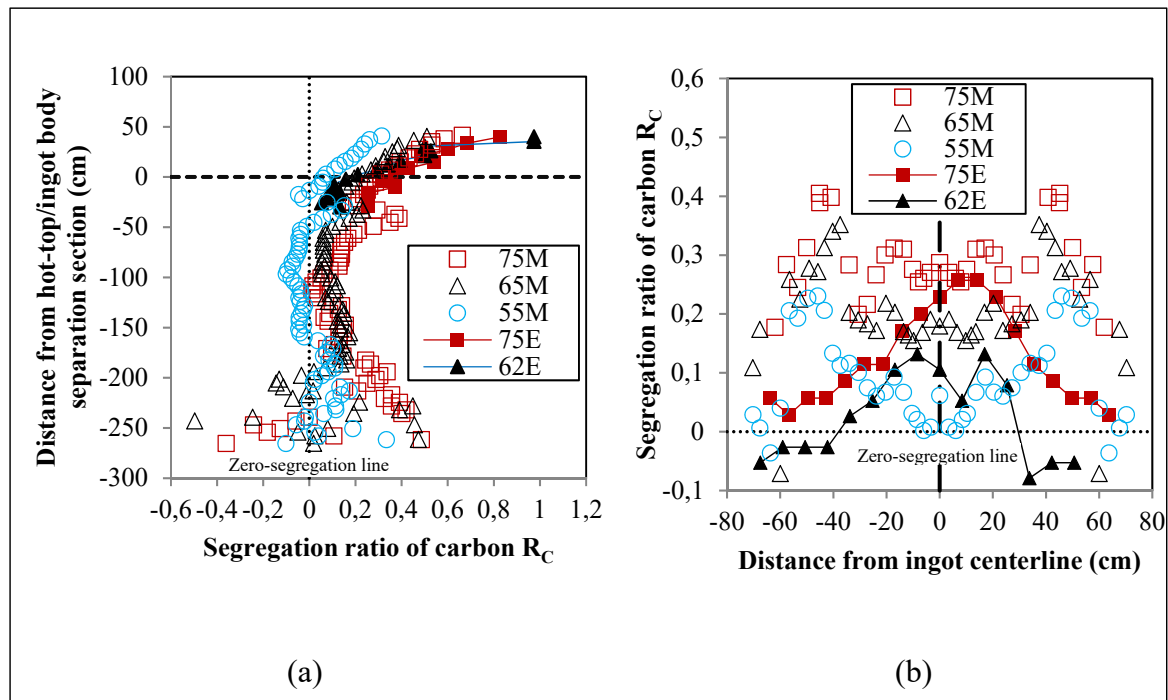 Distance from hot-top/ingot body
separation section (cm)
100
50
0
-50
-100
-150
-200
-250
-300
75M
65M
55M
75E
62E
Zero-segregation line
-0,6 -0,4 -0,2 0 0,2 0,4 0,6 0,8 1 1,2
Segregation ratio of carbon RC
(a)
Segregation ratio of carbon RC
0,6
0,5
0,4
0,3
0,2
0,1
0
-0,1
75M
65M
55M
75E
62E
Zero-segregation line
-80 -60 -40 -20 0 20 40 60 80
Distance from ingot centerline (cm)
(b)